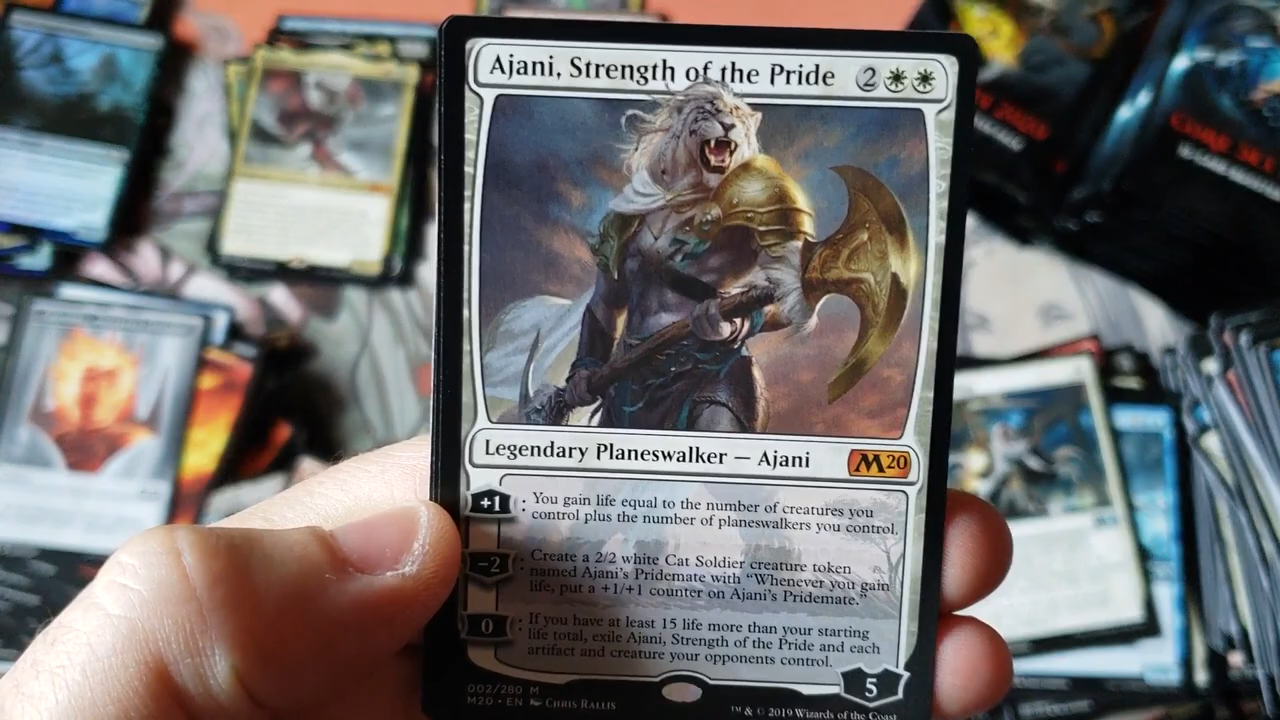 Ajani, Strength of the Pride 2
Legendary Planeswalker — Ajani M20
+1 : You gain life equal to the number of creatures you
control plus the number of planeswalkers you control.
-2 : Create a 2/2 white Cat Soldier creature token
named Ajani's Pridemate with “Whenever you gain
life, put a +1/+1 counter on Ajani's Pridemate.”
0 : If you have at least 15 life more than your starting
life total, exile Ajani, Strength of the Pride and each
artifact and creature your opponents control.
5
002/280 M
M20 • EN CHRIS RALLIS
™ & © 2019 Wizards of the Coast
CORE SE
2020